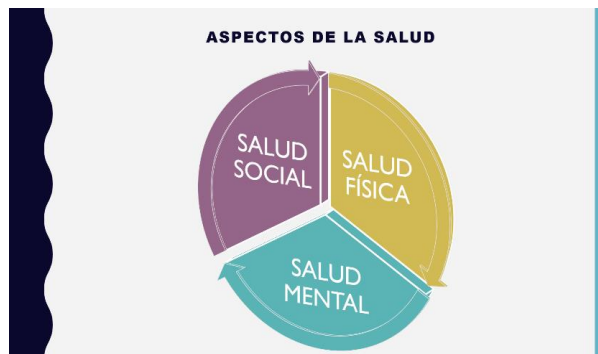 ASPECTOS DE LA SALUD
SALUD
SOCIAL
SALUD
FÍSICA
SALUD
MENTAL